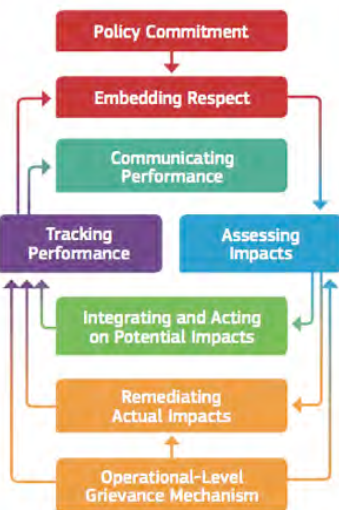 Policy Commitment
Embedding Respect
Communicating
Performance
Tracking
Performance
Assessing
Impacts
Integrating and Acting
on Potential Impacts
Remediating
Actual Impacts
Operational-Level
Grievance Mechanism